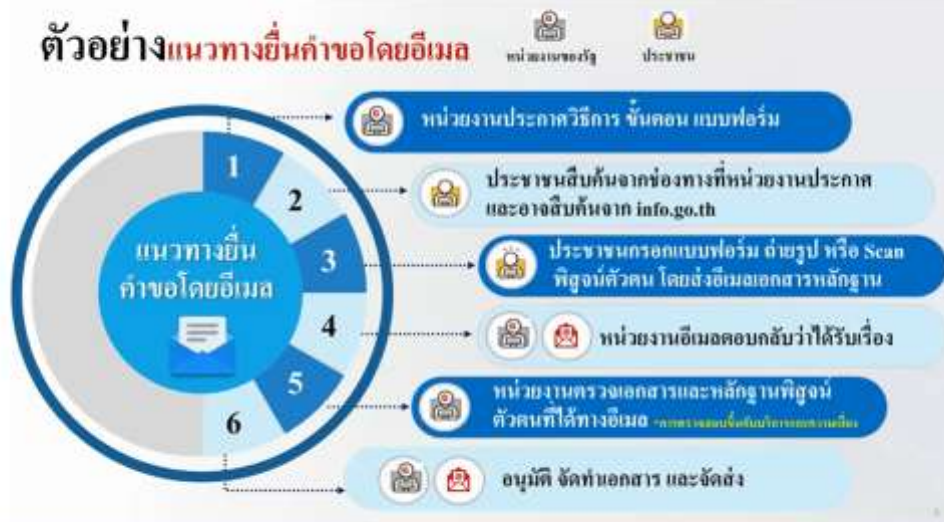 ตัวอย่างแนวทางยื่นคำขอโดยอีเมล
หน่วยงานของรัฐ
ประชาชน
แนวทางยื่น
คำขอโดยอีเมล
1
หน่วยงานประกาศวิธีการ ขั้นตอน แบบฟอร์ม
2
ประชาชนสืบค้นจากช่องทางที่หน่วยงานประกาศ
และอาจสืบค้นจาก info.go.th
3
ประชาชนกรอกแบบฟอร์ม ถ่ายรูป หรือ Scan
พิสูจน์ตัวตน โดยส่งอีเมลเอกสารหลักฐาน
4
หน่วยงานอีเมลตอบกลับว่าได้รับเรื่อง
5
หน่วยงานตรวจเอกสารและหลักฐานพิสูจน์
ตัวตนที่ได้ทางอีเมล
6
อนุมัติ จัดทำเอกสาร และจัดส่ง